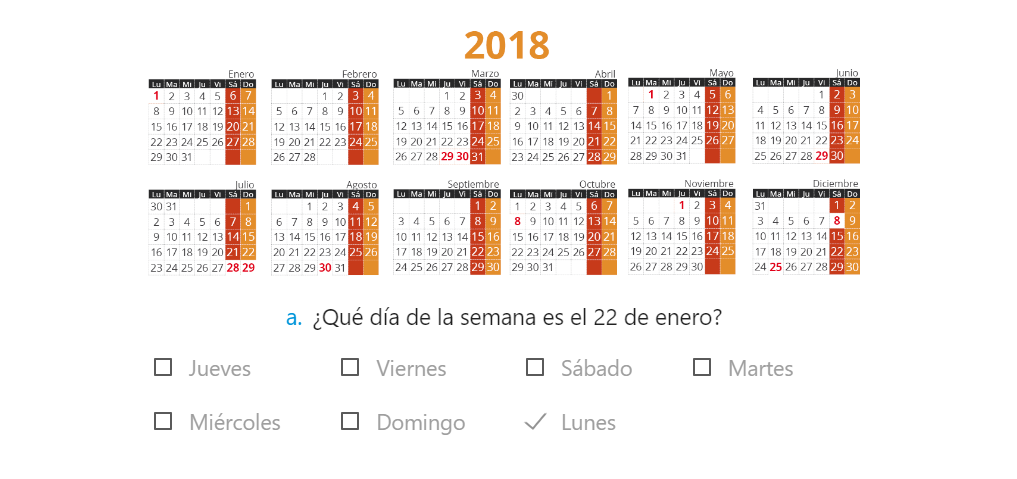 2018
Enero Febrero Marzo Abril Mayo Junio
Lu Ma Mi Ju Vi Sá Do Lu Ma Mi Ju Vi Sá Do Lu Ma Mi Ju Vi Sá Do Lu Ma Mi Ju Vi Sá Do Lu Ma Mi Ju Vi Sá Do Lu Ma Mi Ju Vi Sá Do
1 2 3 4 5 6 7 1 2 3 4 1 2 3 4 30 1 1 2 3 4 5 6 1 2 3
8 9 10 11 12 13 14 5 6 7 8 9 10 11 5 6 7 8 9 10 11 2 3 4 5 6 7 8 7 8 9 10 11 12 13 4 5 6 7 8 9 10
15 16 17 18 19 20 21 12 13 14 15 16 17 18 12 13 14 15 16 17 18 9 10 11 12 13 14 15 14 15 16 17 18 19 20 11 12 13 14 15 16 17
22 23 24 25 26 27 28 19 20 21 22 23 24 25 19 20 21 22 23 24 25 16 17 18 19 20 21 22 21 22 23 24 25 26 27 18 19 20 21 22 23 24
29 30 31 26 27 28 26 27 28 29 30 31 23 24 25 26 27 28 29 28 29 30 31 25 26 27 28 29 30
Julio Agosto Septiembre Octubre Noviembre Diciembre
Lu Ma Mi Ju Vi Sá Do Lu Ma Mi Ju Vi Sá Do Lu Ma Mi Ju Vi Sá Do Lu Ma Mi Ju Vi Sá Do Lu Ma Mi Ju Vi Sá Do Lu Ma Mi Ju Vi Sá Do
30 31 1 1 2 3 4 5 1 2 1 2 3 4 5 6 7 1 2 3 4 31 1 2
2 3 4 5 6 7 8 6 7 8 9 10 11 12 3 4 5 6 7 8 9 8 9 10 11 12 13 14 5 6 7 8 9 10 11 3 4 5 6 7 8 9
9 10 11 12 13 14 15 13 14 15 16 17 18 19 10 11 12 13 14 15 16 15 16 17 18 19 20 21 12 13 14 15 16 17 18 10 11 12 13 14 15 16
16 17 18 19 20 21 22 20 21 22 23 24 25 26 17 18 19 20 21 22 23 22 23 24 25 26 27 28 19 20 21 22 23 24 25 17 18 19 20 21 22 23
23 24 25 26 27 28 29 27 28 29 30 31 24 25 26 27 28 29 30 29 30 31 26 27 28 29 30 24 25 26 27 28 29 30
a. ¿Qué día de la semana es el 22 de enero?
Jueves Viernes Sábado Martes
Miércoles Domingo Lunes